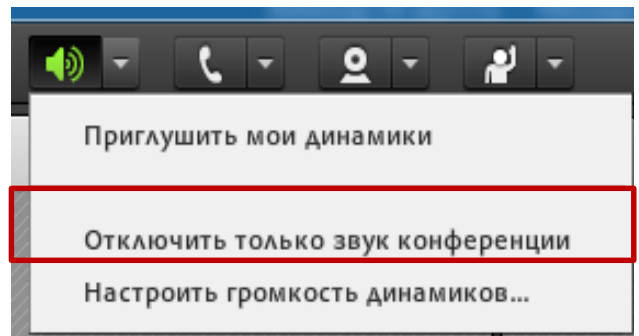 Приглушить мои динамики
Отключить только звук конференции
Настроить громкость динамиков...